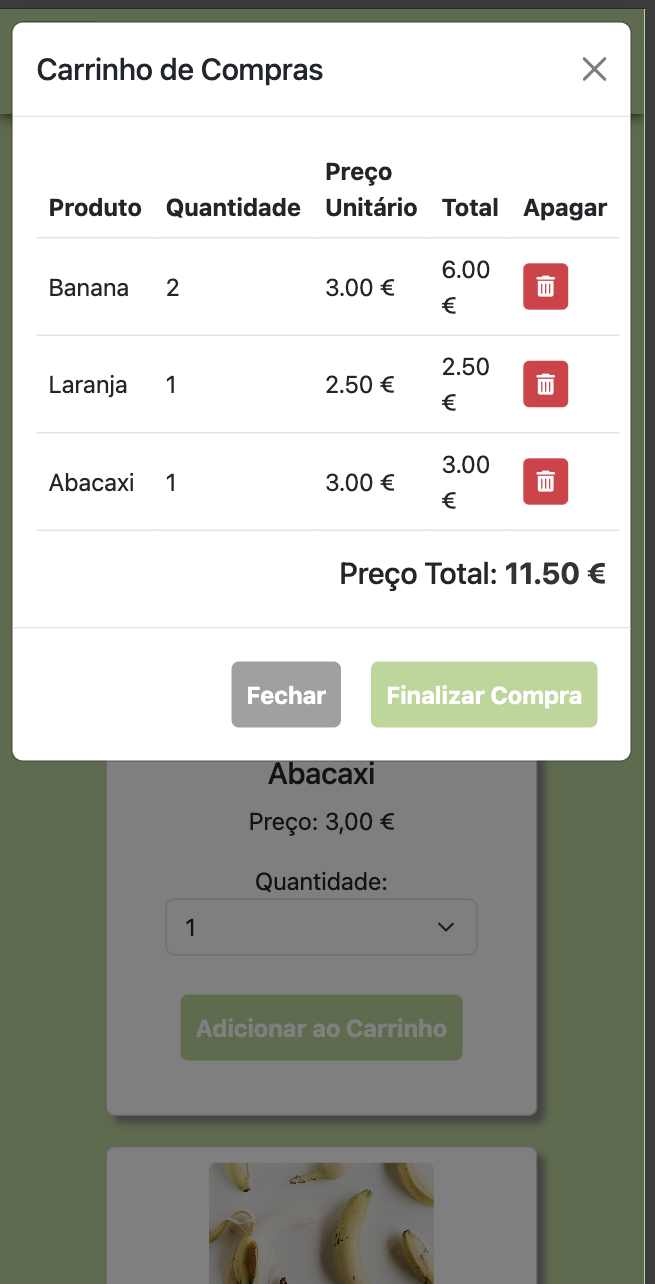 Carrinho de Compras
Produto Quantidade Preço Unitário Total Apagar
Banana 2 3.00 € 6.00 €
Laranja 1 2.50 € 2.50 €
Abacaxi 1 3.00 € 3.00 €
Preço Total: 11.50 €
Fechar Finalizar Compra
Abacaxi
Preço: 3,00 €
Quantidade:
1
Adicionar ao Carrinho